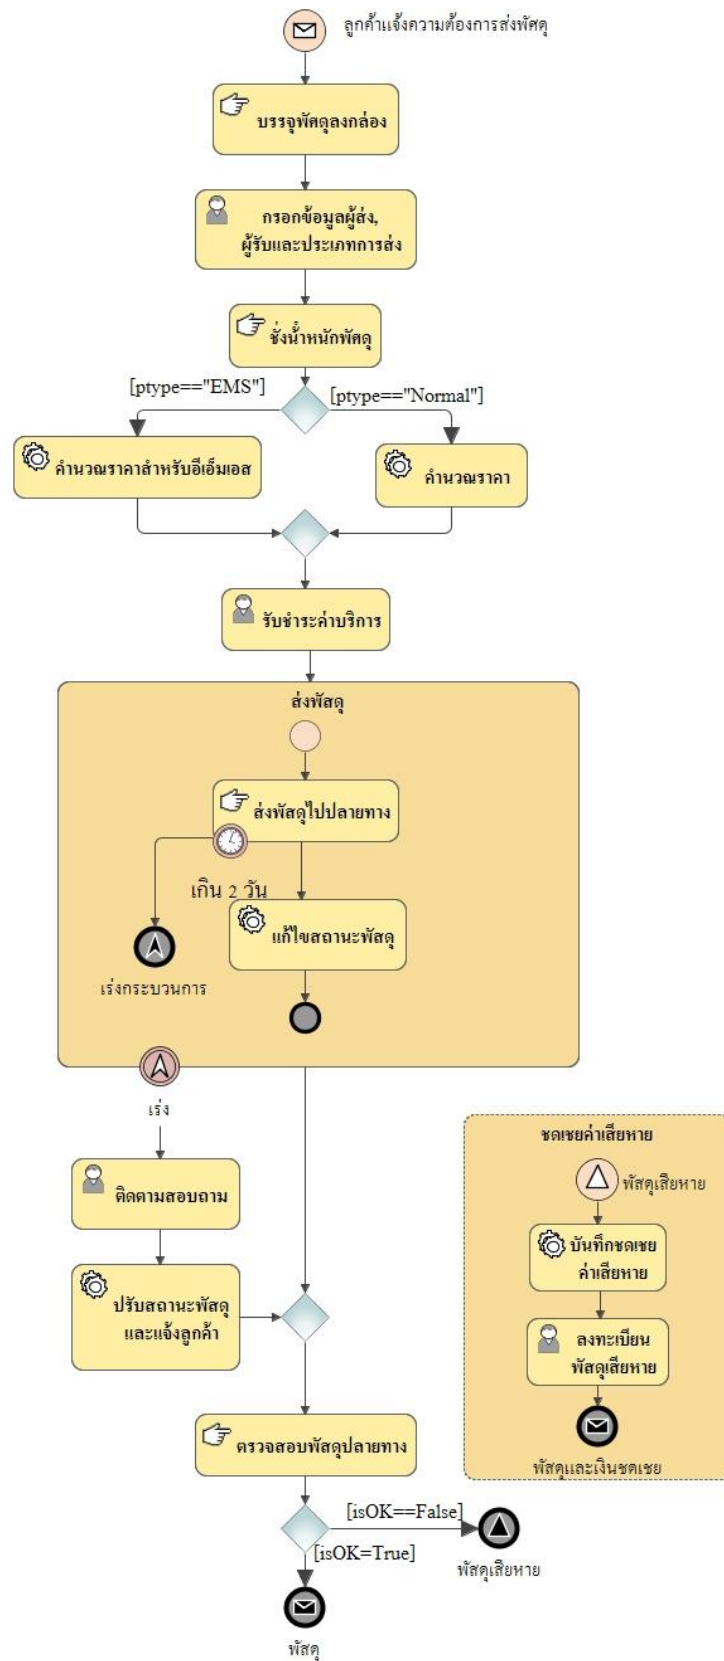 ลูกค้าแจ้งความต้องการส่งพัศดุ
บรรจุพัศดุลงกล่อง
กรอกข้อมูลผู้ส่ง,
ผู้รับและประเภทการส่ง
ชั่งน้ำหนักพัศดุ
[ptype=="EMS"]
[ptype=="Normal"]
คำนวณราคาสำหรับอีเอ็มเอส
คำนวณราคา
รับชำระค่าบริการ
ส่งพัสดุ
ส่งพัสดุไปปลายทาง
เกิน 2 วัน
แก้ไขสถานะพัสดุ
เร่งกระบวนการ
เร่ง
ติดตามสอบถาม
ปรับสถานะพัสดุ
และแจ้งลูกค้า
ชดเชยค่าเสียหาย
พัสดุเสียหาย
บันทึกชดเชย
ค่าเสียหาย
ลงทะเบียน
พัสดุเสียหาย
พัสดุและเงินชดเชย
ตรวจสอบพัสดุปลายทาง
[isOK==False]
[isOK=True]
พัสดุเสียหาย
พัสดุ